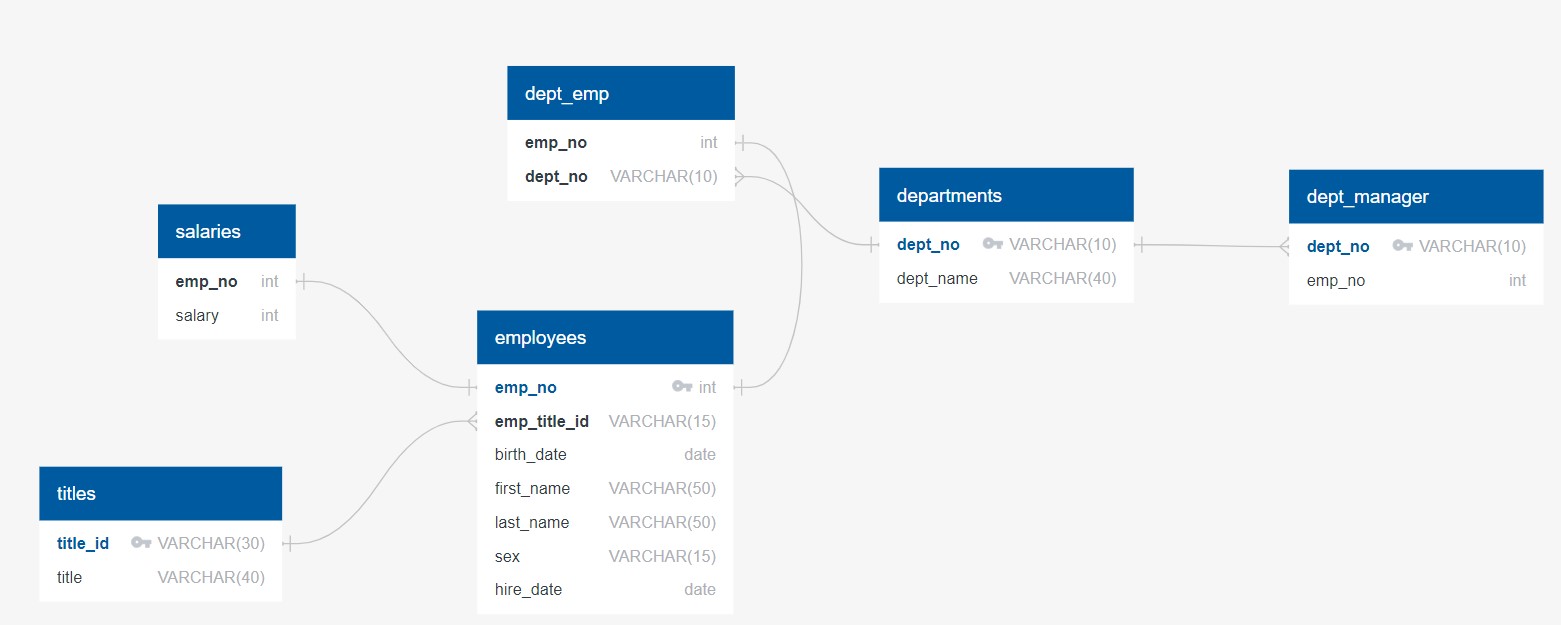 dept_emp
emp_no int
dept_no VARCHAR(10)
departments
dept_no VARCHAR(10)
dept_name VARCHAR(40)
dept_manager
dept_no VARCHAR(10)
emp_no int
salaries
emp_no int
salary int
employees
emp_no int
emp_title_id VARCHAR(15)
birth_date date
first_name VARCHAR(50)
last_name VARCHAR(50)
sex VARCHAR(15)
hire_date date
titles
title_id VARCHAR(30)
title VARCHAR(40)